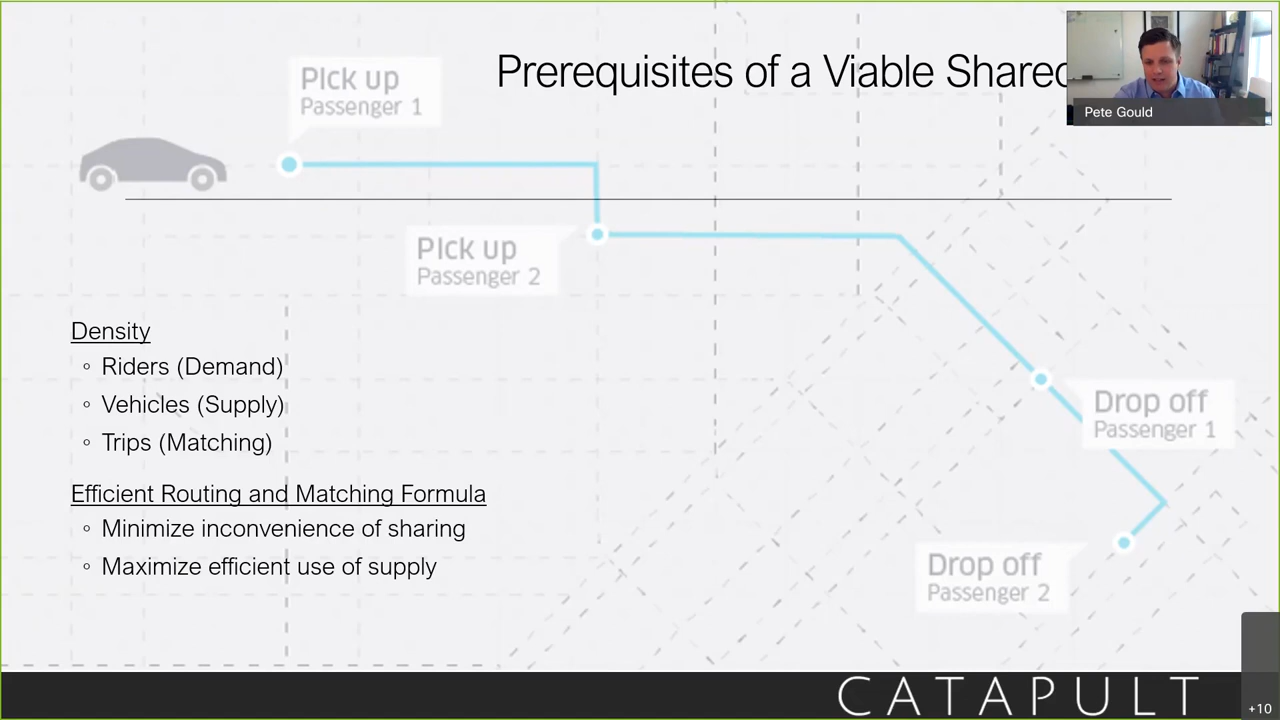 Prerequisites of a Viable Shared
Pete Gould
PIck up
Passenger 1
PIck up
Passenger 2
Density
◦ Riders (Demand)
◦ Vehicles (Supply)
◦ Trips (Matching)
Efficient Routing and Matching Formula
◦ Minimize inconvenience of sharing
◦ Maximize efficient use of supply
Drop off
Passenger 1
Drop off
Passenger 2
CATAPULT
+10